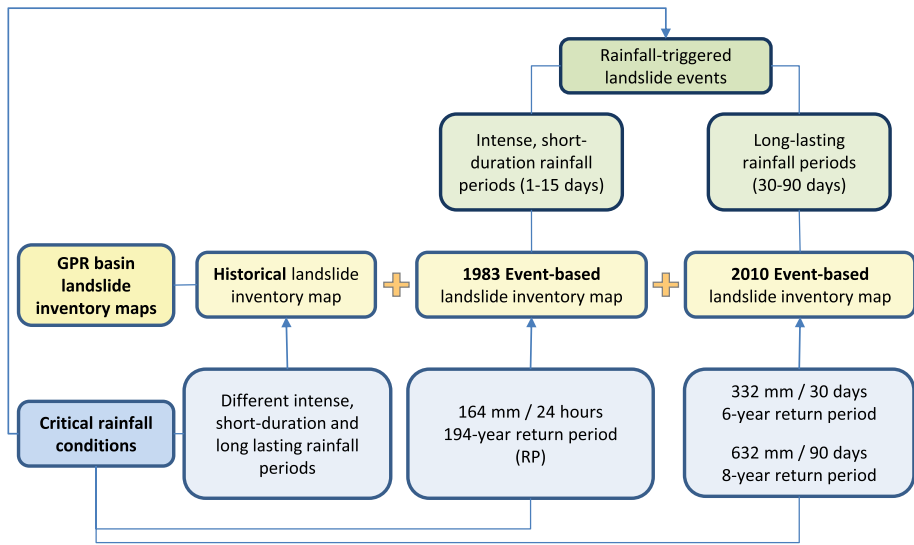 Rainfall-triggered
landslide events
Intense, short-
duration rainfall
periods (1-15 days)
Long-lasting
rainfall periods
(30-90 days)
GPR basin
landslide
inventory maps
Historical landslide
inventory map
1983 Event-based
landslide inventory map
2010 Event-based
landslide inventory map
Critical rainfall
conditions
Different intense,
short-duration and
long lasting rainfall
periods
164 mm / 24 hours
194-year return period
(RP)
332 mm / 30 days
6-year return period
632 mm / 90 days
8-year return period